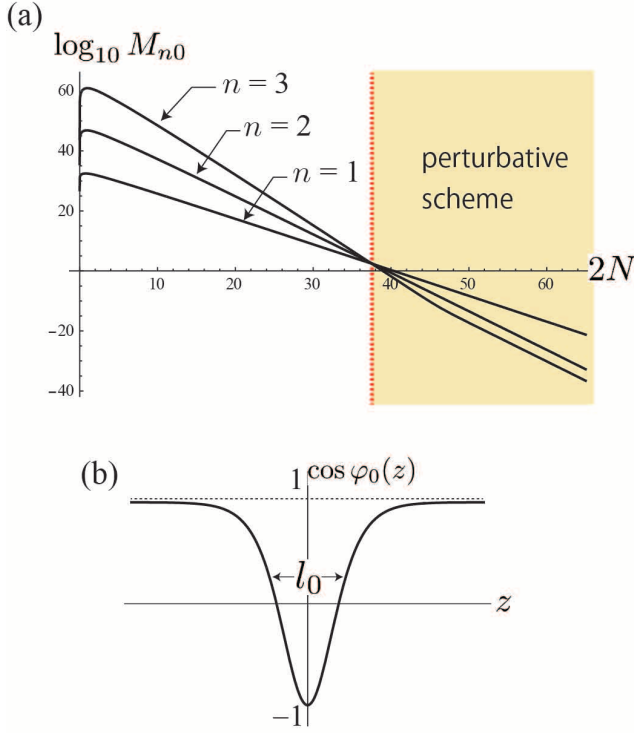 (a)
log₁₀ Mₙ₀
60
n = 3
n = 2
40
perturbative
n = 1
scheme
20
2N
10 20 30 40 50 60
−20
−40
(b)
1 cos φ₀(z)
l₀
z
−1